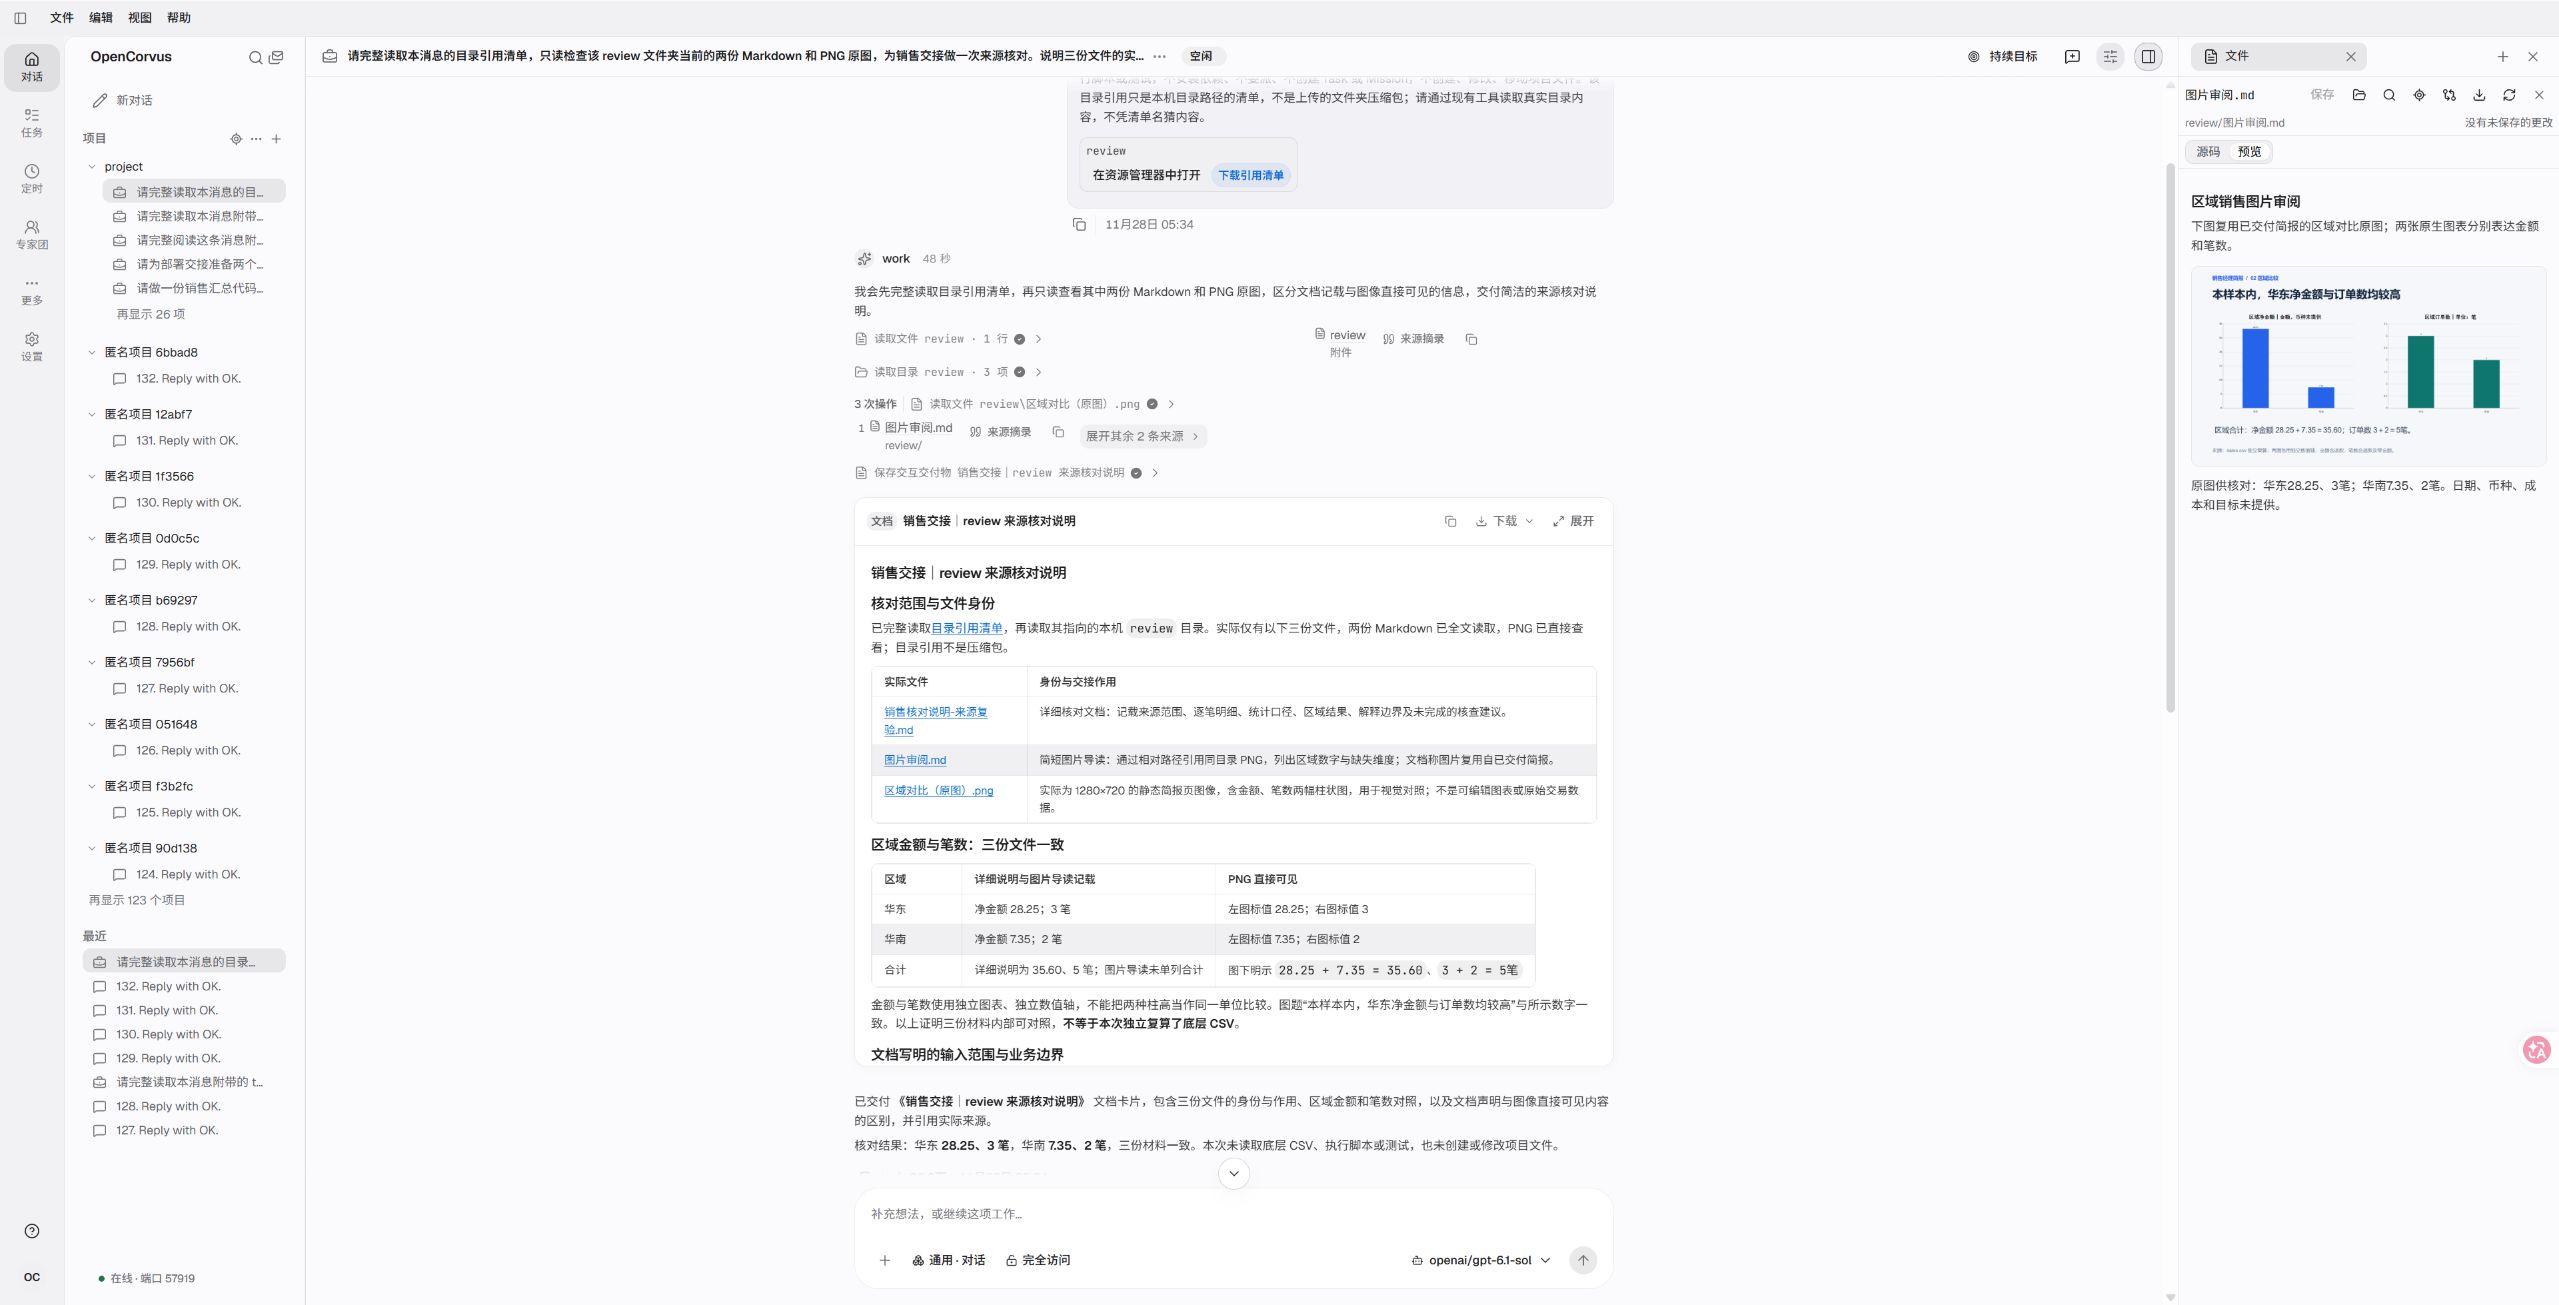 文件 编辑 视图 帮助
对话
任务
定时
专家团
更多
设置
OC
OpenCorvus
新对话
项目
project
请完整读取本消息的目...
请完整读取本消息附带...
请完整阅读这条消息附...
请为部署交接准备两个...
请做一份销售汇总代码...
再显示 26 项
匿名项目 6bbad8
132. Reply with OK.
匿名项目 12abf7
131. Reply with OK.
匿名项目 1f3566
130. Reply with OK.
匿名项目 0d0c5c
129. Reply with OK.
匿名项目 b69297
128. Reply with OK.
匿名项目 7956bf
127. Reply with OK.
匿名项目 051648
126. Reply with OK.
匿名项目 f3b2fc
125. Reply with OK.
匿名项目 90d138
124. Reply with OK.
再显示 123 个项目
最近
请完整读取本消息的目录...
132. Reply with OK.
131. Reply with OK.
130. Reply with OK.
129. Reply with OK.
请完整读取本消息附带的 t...
128. Reply with OK.
127. Reply with OK.
在线 · 端口 57919
请完整读取本消息的目录引用清单，只读检查该 review 文件夹当前的两份 Markdown 和 PNG 原图，为销售交接做一次来源核对。说明三份文件的实... 空闲
持续目标
目录引用只是本机目录路径的清单，不是上传的文件夹压缩包；请通过现有工具读取真实目录内
容，不凭清单名猜内容。
review
在资源管理器中打开 下载引用清单
11月28日 05:34
work 48 秒
我会先完整读取目录引用清单，再只读查看其中两份 Markdown 和 PNG 原图，区分文档记载与图像直接可见的信息，交付简洁的来源核对说
明。
读取文件 review · 1 行
review
附件
来源摘录
读取目录 review · 3 项
3 次操作 读取文件 review\区域对比（原图）.png
1 图片审阅.md
review/
来源摘录
展开其余 2 条来源
保存交互交付物 销售交接｜review 来源核对说明
文档 销售交接｜review 来源核对说明 下载 展开
销售交接｜review 来源核对说明
核对范围与文件身份
已完整读取目录引用清单，再读取其指向的本机 review 目录。实际仅有以下三份文件，两份 Markdown 已全文读取，PNG 已直接查
看；目录引用不是压缩包。
实际文件 身份与交接作用
销售核对说明-来源复
验.md
详细核对文档：记载来源范围、逐笔明细、统计口径、区域结果、解释边界及未完成的核查建议。
图片审阅.md 简短图片导读：通过相对路径引用同目录 PNG，列出区域数字与缺失维度；文档称图片复用自已交付简报。
区域对比（原图）.png 实际为 1280×720 的静态简报页图像，含金额、笔数两幅柱状图，用于视觉对照；不是可编辑图表或原始交易数
据。
区域金额与笔数：三份文件一致
区域 详细说明与图片导读记载 PNG 直接可见
华东 净金额 28.25；3 笔 左图标值 28.25；右图标值 3
华南 净金额 7.35；2 笔 左图标值 7.35；右图标值 2
合计 详细说明为 35.60、5 笔；图片导读未单列合计 图下明示 28.25 + 7.35 = 35.60、3 + 2 = 5笔
金额与笔数使用独立图表、独立数值轴，不能把两种柱高当作同一单位比较。图题“本样本内，华东净金额与订单数均较高”与所示数字一
致。以上证明三份材料内部可对照，不等于本次独立复算了底层 CSV。
文档写明的输入范围与业务边界
已交付《销售交接｜review 来源核对说明》文档卡片，包含三份文件的身份与作用、区域金额和笔数对照，以及文档声明与图像直接可见内容
的区别，并引用实际来源。
核对结果：华东 28.25、3 笔，华南 7.35、2 笔，三份材料一致。本次未读取底层 CSV、执行脚本或测试，也未创建或修改项目文件。
补充想法，或继续这项工作...
通用 · 对话 完全访问 openai/gpt-6.1-sol
文件
图片审阅.md 保存
review/图片审阅.md 没有未保存的更改
源码 预览
区域销售图片审阅
下图复用已交付简报的区域对比原图；两张原生图表分别表达金额
和笔数。
本样本内，华东净金额与订单数均较高
区域合计：净金额 28.25 + 7.35 = 35.60；订单数 3 + 2 = 5笔。
原图供核对：华东28.25、3笔；华南7.35、2笔。日期、币种、成
本和目标未提供。